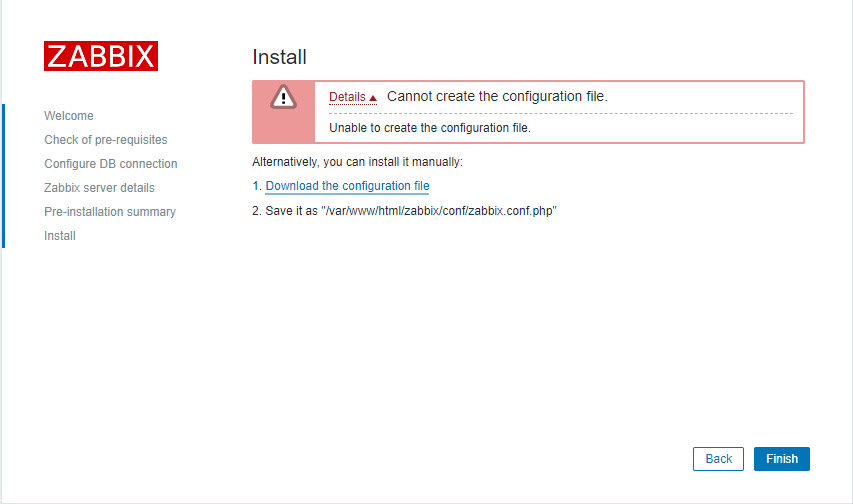 ZABBIX
Welcome
Check of pre-requisites
Configure DB connection
Zabbix server details
Pre-installation summary
Install
Install
Details Cannot create the configuration file.
Unable to create the configuration file.
Alternatively, you can install it manually:
1. Download the configuration file
2. Save it as "/var/www/html/zabbix/conf/zabbix.conf.php"
Back Finish